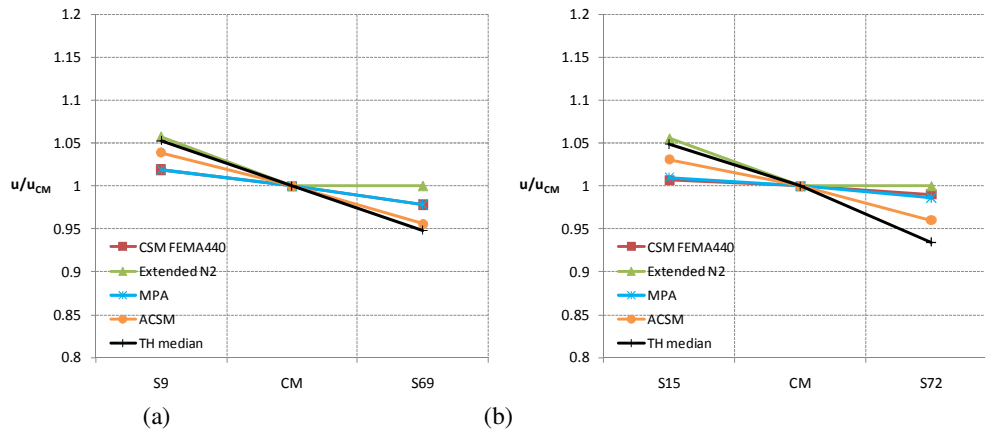 1.2
1.15
1.1
1.05
1
0.95
0.9
0.85
0.8
u/uCM
CSM FEMA440
Extended N2
MPA
ACSM
TH median
S9 CM S69
(a)
1.2
1.15
1.1
1.05
1
0.95
0.9
0.85
0.8
u/uCM
CSM FEMA440
Extended N2
MPA
ACSM
TH median
S15 CM S72
(b)